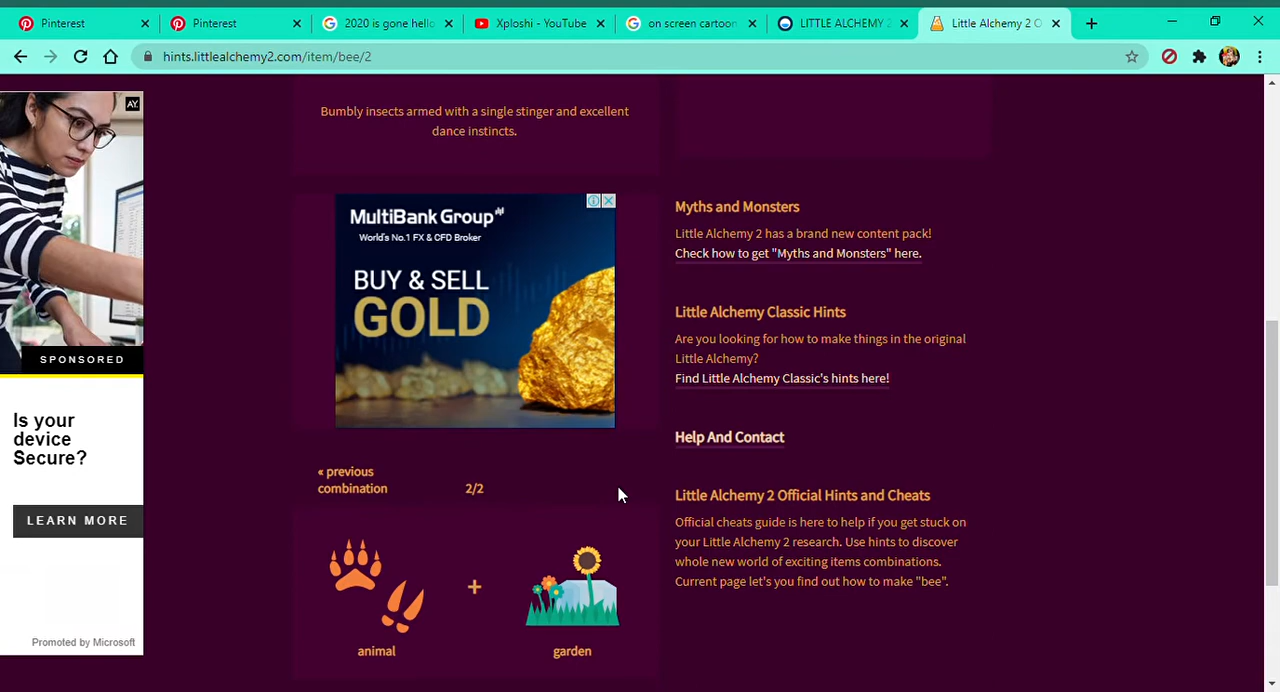 Pinterest
Pinterest
2020 is gone hello
Xploshi - YouTube
on screen cartoon
LITTLE ALCHEMY 2
Little Alchemy 2 O
hints.littlealchemy2.com/item/bee/2
Bumbly insects armed with a single stinger and excellent
dance instincts.
AY
SPONSORED
Is your
device
Secure?
LEARN MORE
Promoted by Microsoft
MultiBank Group
World's No.1 FX & CFD Broker
BUY & SELL
GOLD
« previous
combination
2/2
+
animal
garden
Myths and Monsters
Little Alchemy 2 has a brand new content pack!
Check how to get "Myths and Monsters" here.
Little Alchemy Classic Hints
Are you looking for how to make things in the original
Little Alchemy?
Find Little Alchemy Classic's hints here!
Help And Contact
Little Alchemy 2 Official Hints and Cheats
Official cheats guide is here to help if you get stuck on
your Little Alchemy 2 research. Use hints to discover
whole new world of exciting items combinations.
Current page let's you find out how to make "bee".